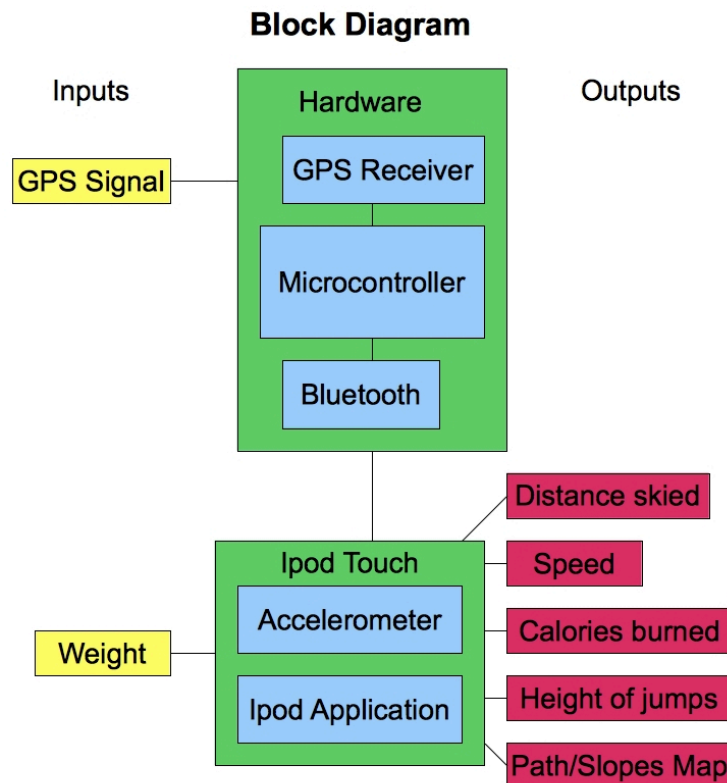 Block Diagram
Inputs
Hardware
Outputs
GPS Signal
GPS Receiver
Microcontroller
Bluetooth
Distance skied
Ipod Touch
Speed
Accelerometer
Calories burned
Weight
Ipod Application
Height of jumps
Path/Slopes Map